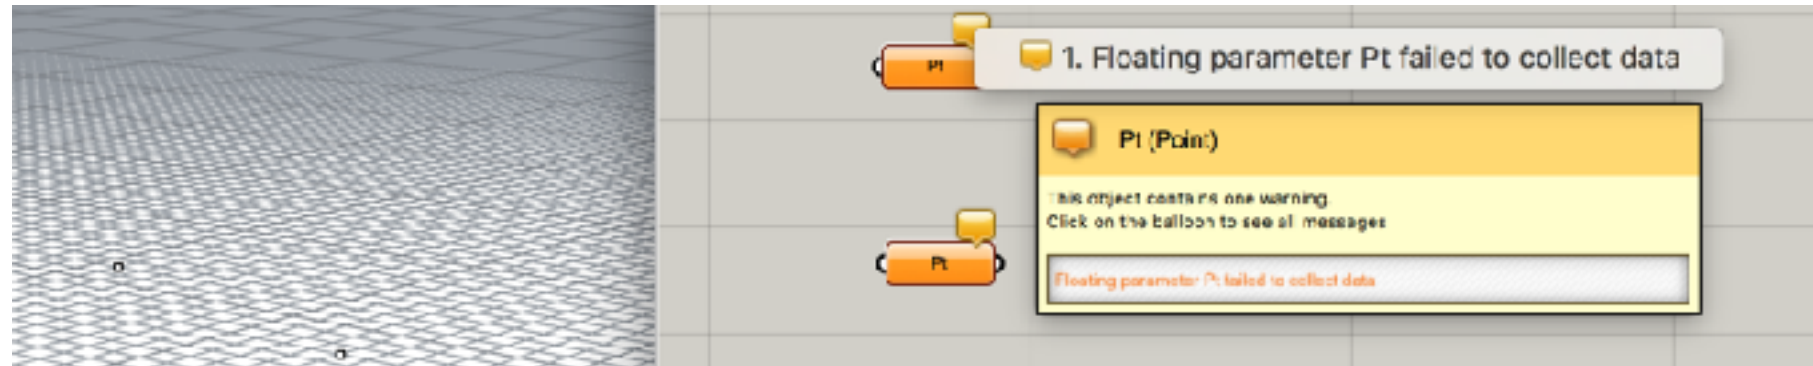 Pt
1. Floating parameter Pt failed to collect data
Pt (Point)
This object contains one warning.
Click on the balloon to see all messages
Pt
Floating parameter Pt failed to collect data